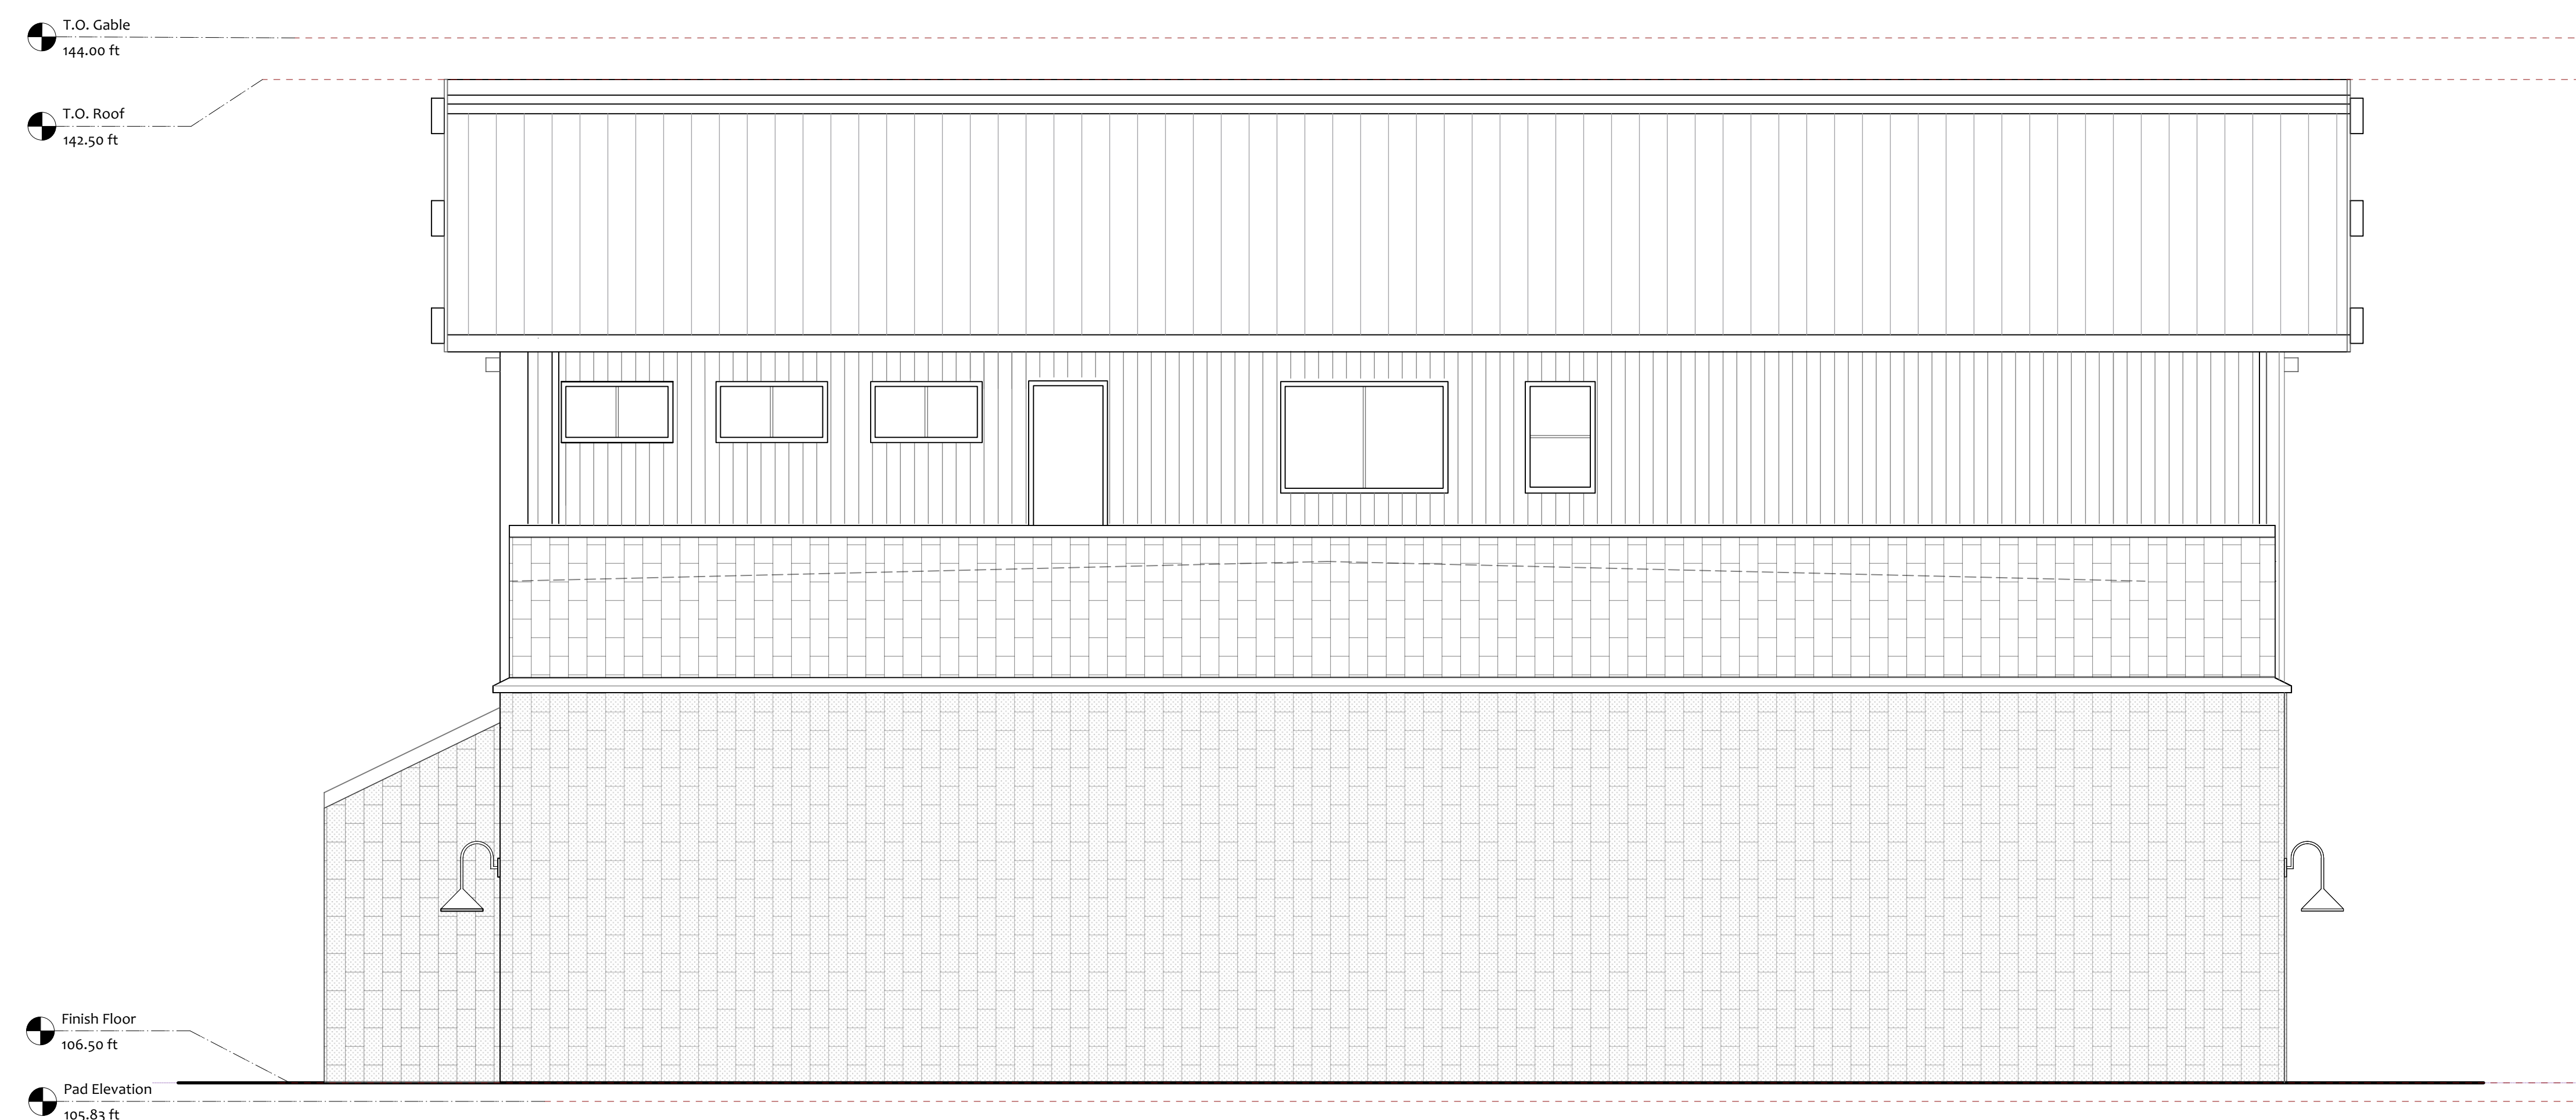 T.O. Gable
144.00 ft
T.O. Roof
142.50 ft
Finish Floor
106.50 ft
Pad Elevation
105.83 ft